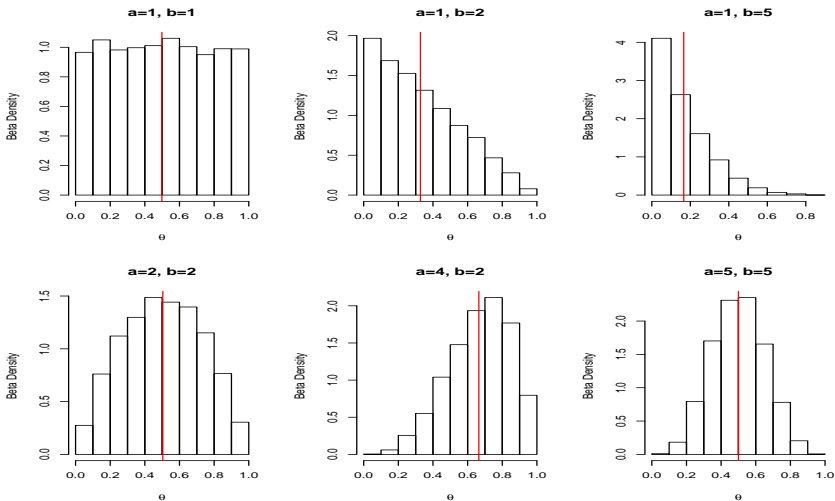 a=1, b=1
Beta Density
0.0 0.2 0.4 0.6 0.8 1.0
0.0 0.2 0.4 0.6 0.8 1.0
θ
a=1, b=2
Beta Density
0.0 0.5 1.0 1.5 2.0
0.0 0.2 0.4 0.6 0.8 1.0
θ
a=1, b=5
Beta Density
0 1 2 3 4
0.0 0.2 0.4 0.6 0.8
θ
a=2, b=2
Beta Density
0.0 0.5 1.0 1.5
0.0 0.2 0.4 0.6 0.8 1.0
θ
a=4, b=2
Beta Density
0.0 0.5 1.0 1.5 2.0
0.0 0.2 0.4 0.6 0.8 1.0
θ
a=5, b=5
Beta Density
0.0 0.5 1.0 1.5 2.0
0.0 0.2 0.4 0.6 0.8 1.0
θ